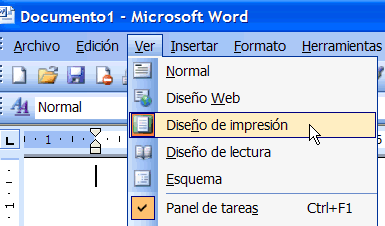 Documento1 - Microsoft Word
Archivo Edición Ver Insertar Formato Herramientas
Normal
Normal
Diseño Web
Diseño de impresión
Diseño de lectura
Esquema
Panel de tareas Ctrl+F1
1